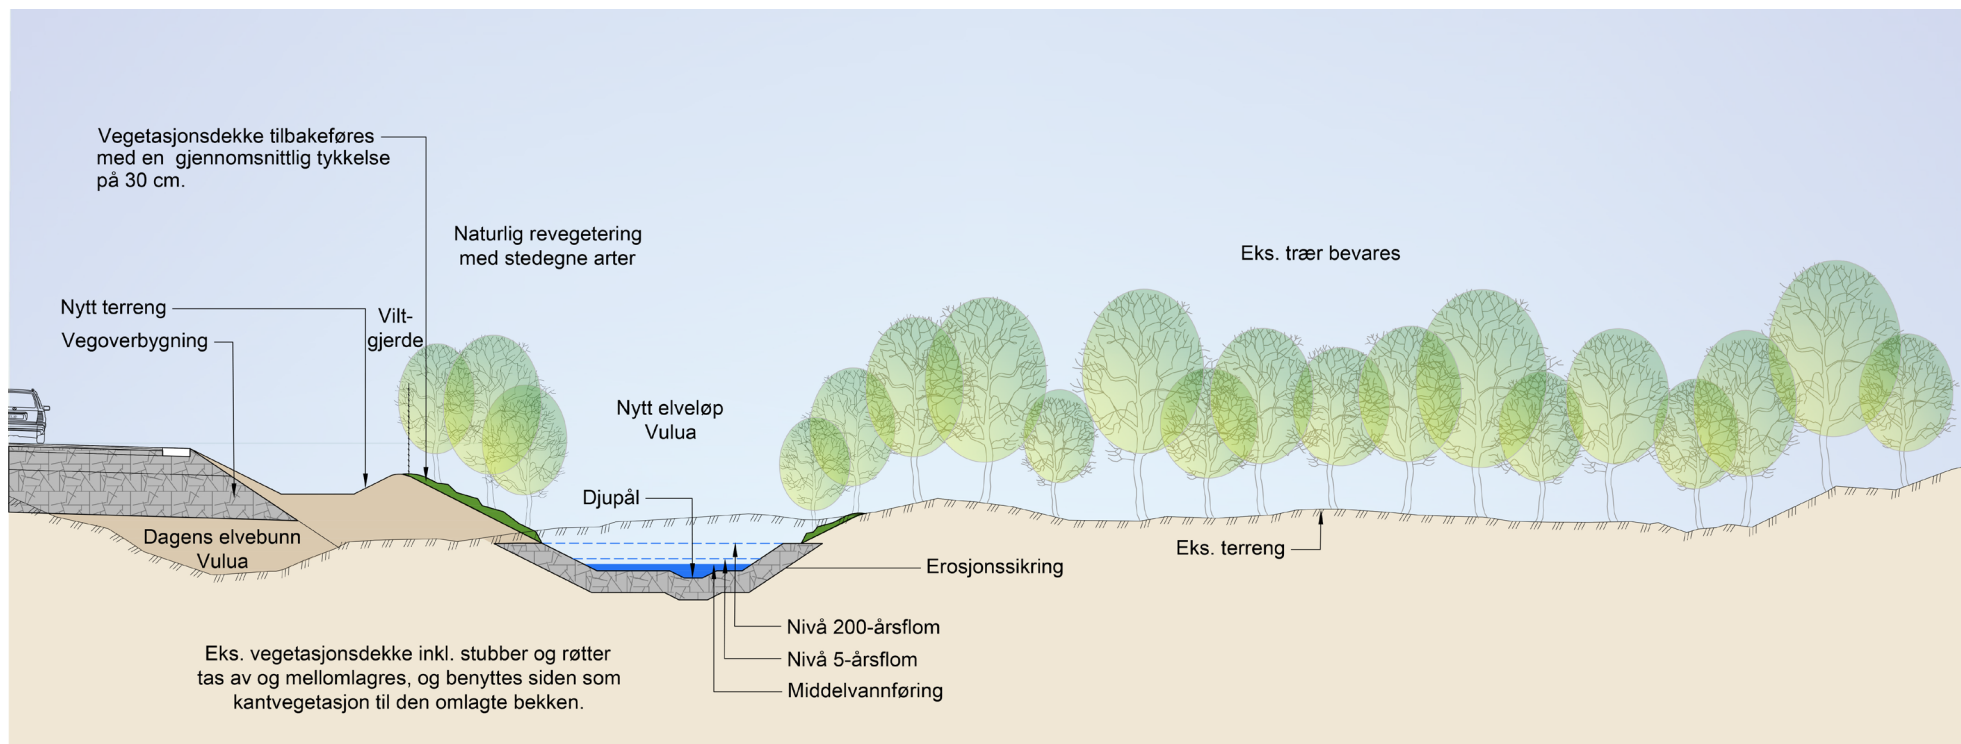 Vegetasjonsdekke tilbakeføres
med en  gjennomsnittlig tykkelse
på 30 cm.
Naturlig revegetering
med stedegne arter
Eks. trær bevares
Nytt terreng
Vilt-
gjerde
Vegoverbygning
Nytt elveløp
Vulua
Djupål
Dagens elvebunn
Vulua
Eks. terreng
Erosjonssikring
Nivå 200-årsflom
Nivå 5-årsflom
Middelvannføring
Eks. vegetasjonsdekke inkl. stubber og røtter
tas av og mellomlagres, og benyttes siden som
kantvegetasjon til den omlagte bekken.